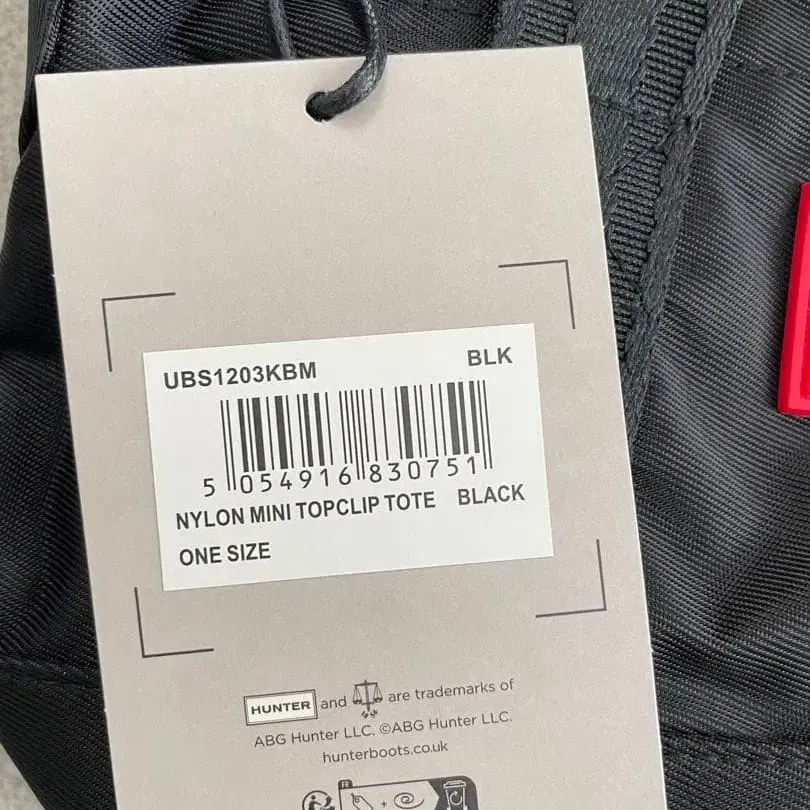 UBS1203KBM BLK
5 054916 830751
NYLON MINI TOPCLIP TOTE BLACK
ONE SIZE
HUNTER and are trademarks of
ABG Hunter LLC. ©ABG Hunter LLC.
hunterboots.co.uk
FR
+